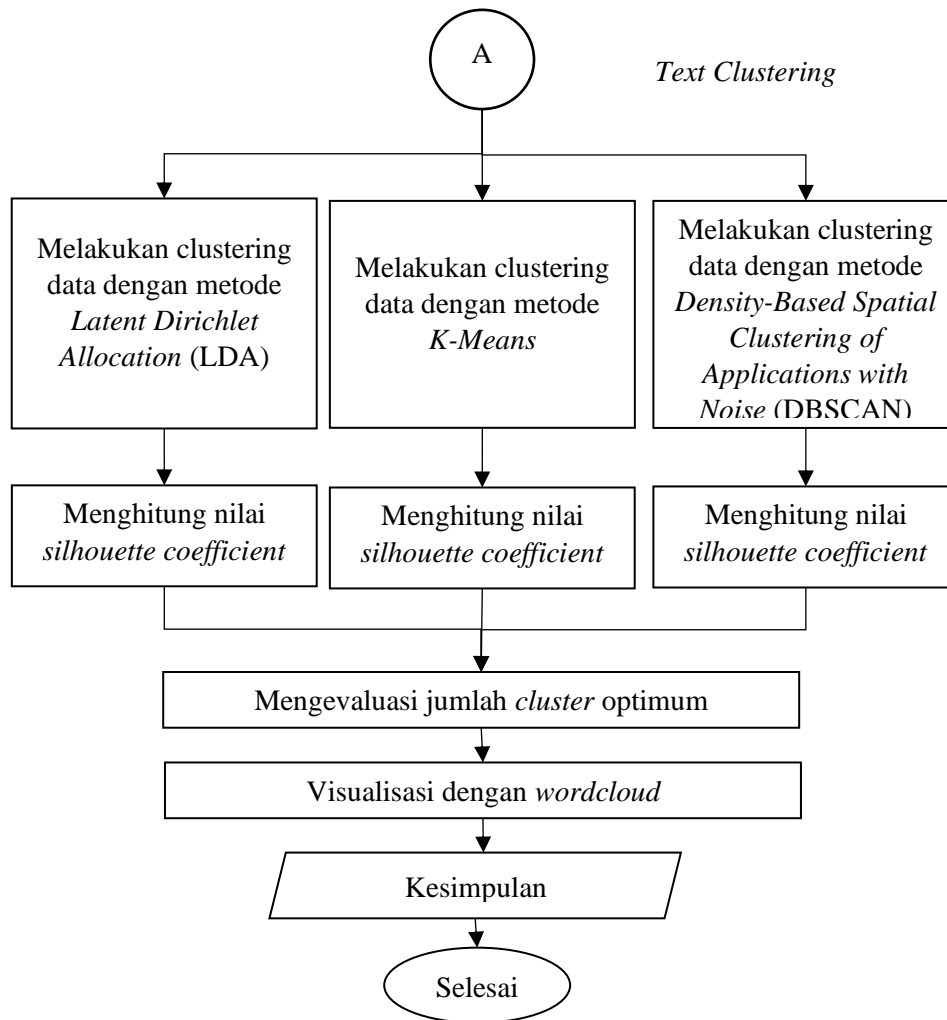 A
Text Clustering
Melakukan clustering
data dengan metode
Latent Dirichlet
Allocation (LDA)
Melakukan clustering
data dengan metode
K-Means
Melakukan clustering
data dengan metode
Density-Based Spatial
Clustering of
Applications with
Noise (DBSCAN)
Menghitung nilai
silhouette coefficient
Menghitung nilai
silhouette coefficient
Menghitung nilai
silhouette coefficient
Mengevaluasi jumlah cluster optimum
Visualisasi dengan wordcloud
Kesimpulan
Selesai